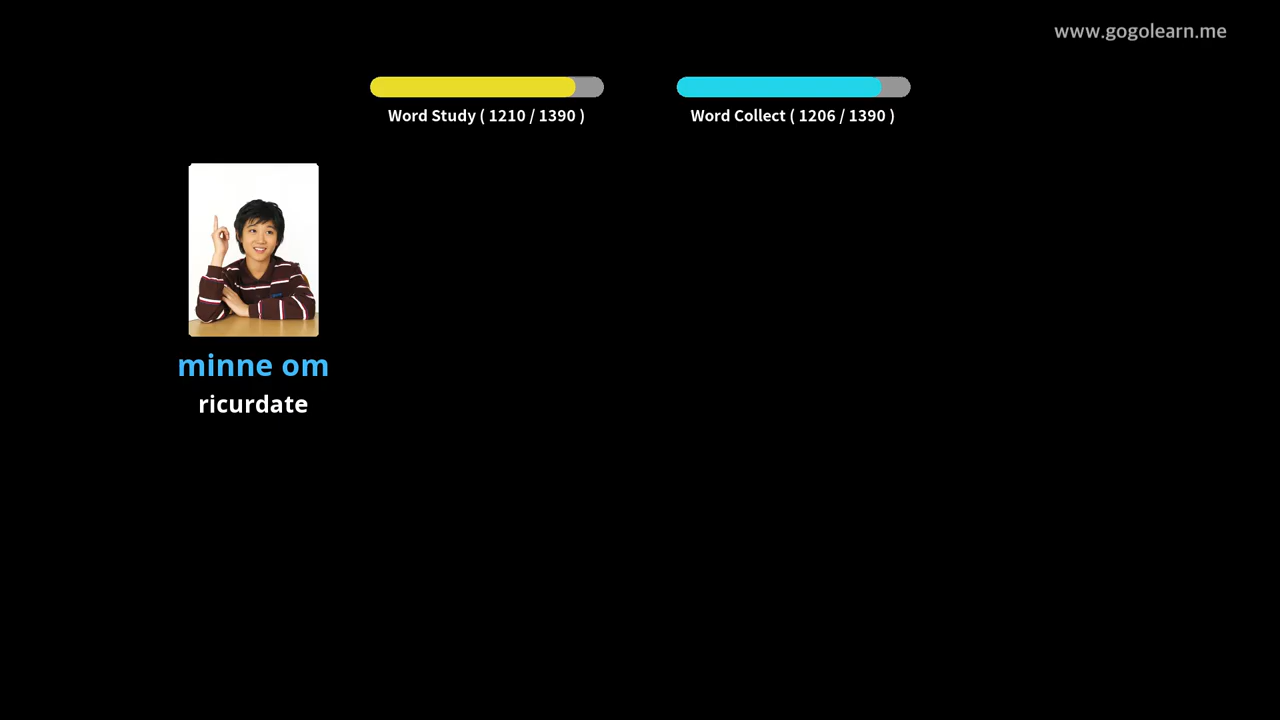 www.gogolearn.me
Word Study ( 1210 / 1390 )
Word Collect ( 1206 / 1390 )
minne om
ricurdate